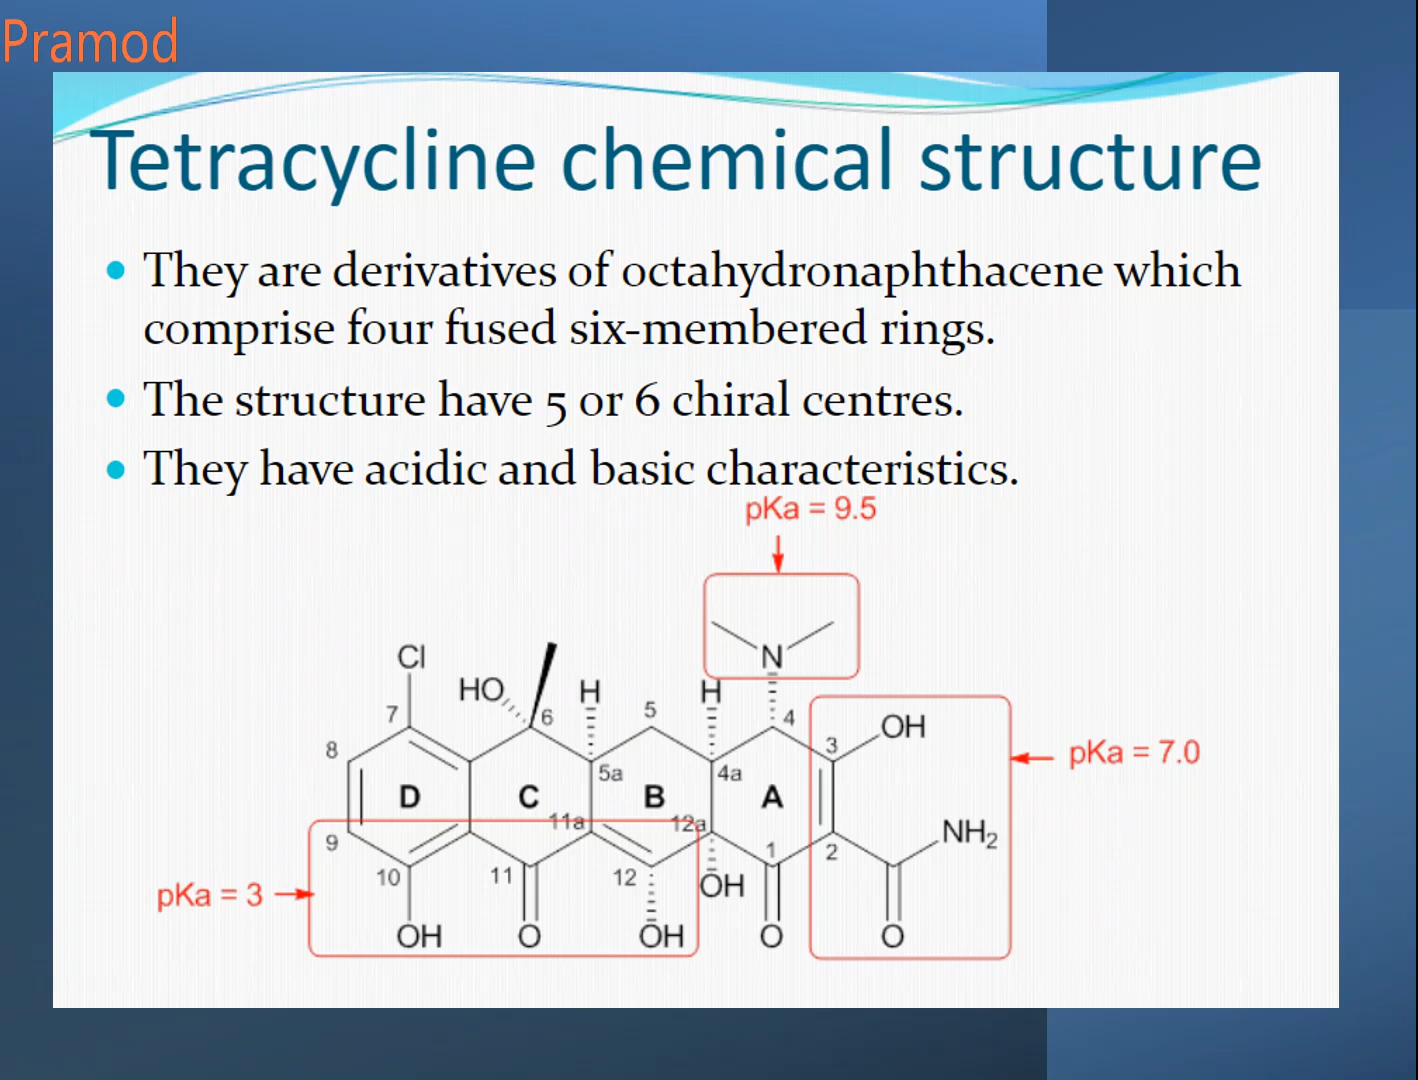 Pramod
Tetracycline chemical structure
They are derivatives of octahydronaphthacene which
comprise four fused six-membered rings.
The structure have 5 or 6 chiral centres.
They have acidic and basic characteristics.
pKa = 9.5
N
Cl
HO
H
H
7
6
5
4
OH
8
3
pKa = 7.0
5a
4a
D
C
B
A
11a
12a
9
NH2
1
2
10
11
12
OH
pKa = 3
OH
O
OH
O
O